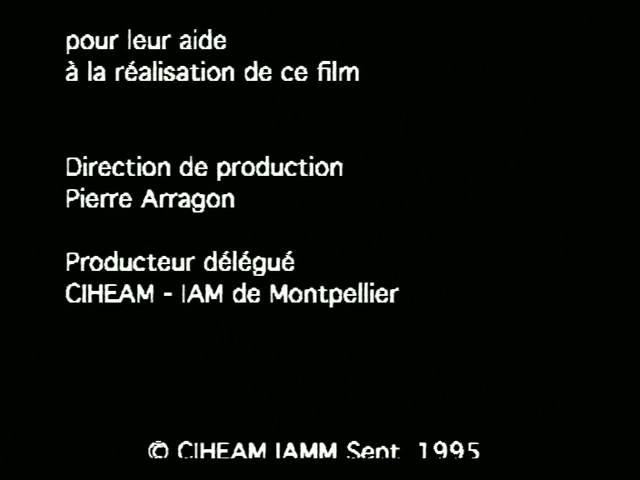 pour leur aide
à la réalisation de ce film
Direction de production
Pierre Arragon
Producteur délégué
CIHEAM - IAM de Montpellier
© CIHEAM IAMM Sept. 1995